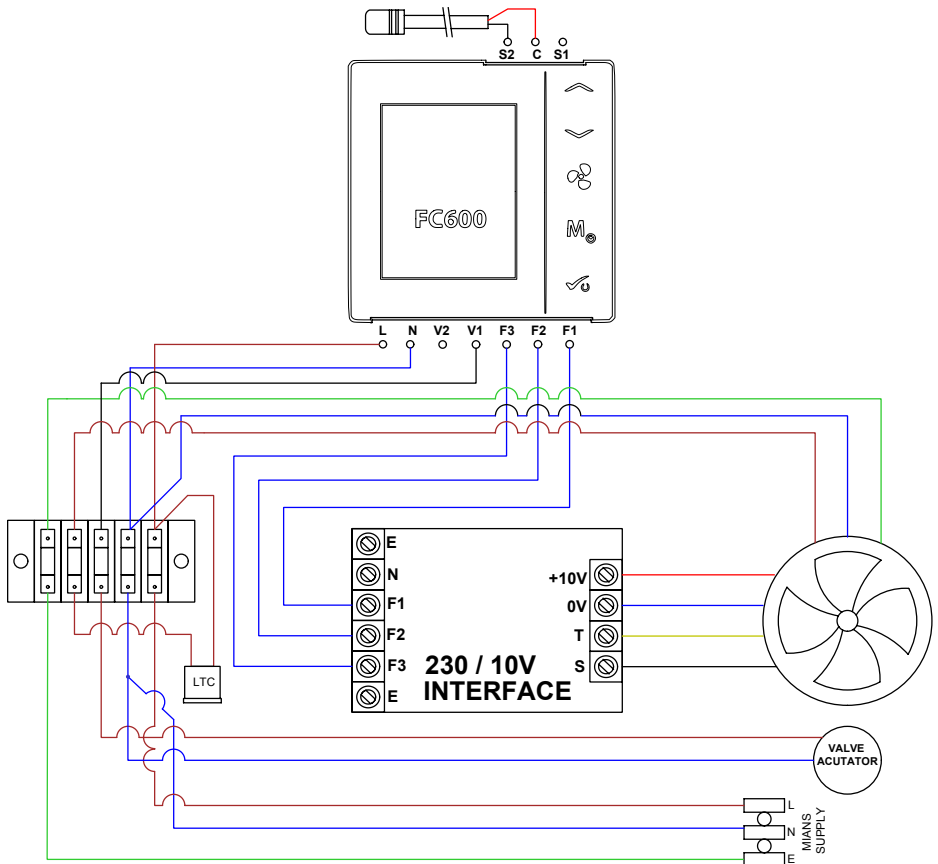 S2 C S1
FC600
M
L N V2 V1 F3 F2 F1
E
N
F1
F2
F3
E
+10V
0V
T
S
230 / 10V
INTERFACE
LTC
VALVE
ACUTATOR
L
N
E
MIANS
SUPPLY